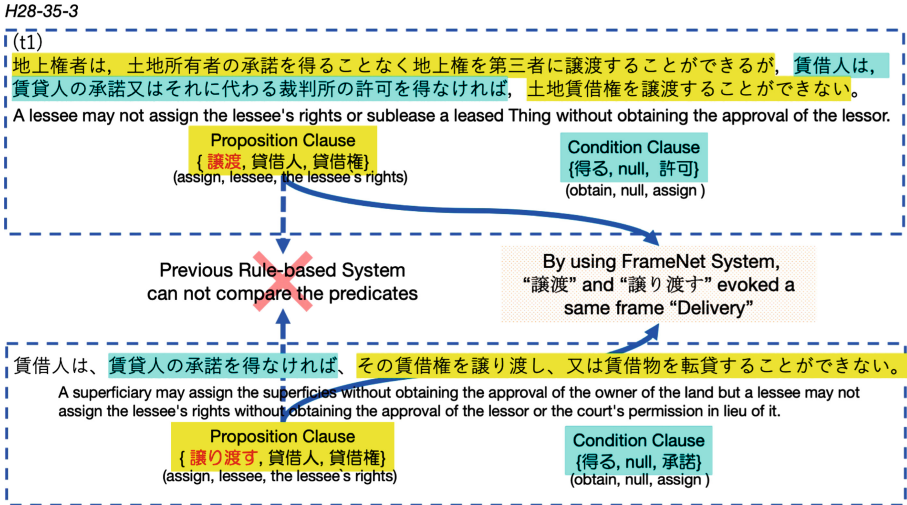 H28-35-3
(t1)
地上権者は，土地所有者の承諾を得ることなく地上権を第三者に譲渡することができるが，賃借人は，
賃貸人の承諾又はそれに代わる裁判所の許可を得なければ，土地賃借権を譲渡することができない。
A lessee may not assign the lessee's rights or sublease a leased Thing without obtaining the approval of the lessor.
Proposition Clause
{ 譲渡, 貸借人, 貸借権}
(assign, lessee, the lessee`s rights)
Condition Clause
{得る, null, 許可}
(obtain, null, assign )
Previous Rule-based System
can not compare the predicates
By using FrameNet System,
“譲渡” and “譲り渡す” evoked a
same frame “Delivery”
賃借人は、賃貸人の承諾を得なければ、その賃借権を譲り渡し、又は賃借物を転貸することができない。
A superficiary may assign the superficies without obtaining the approval of the owner of the land but a lessee may not
assign the lessee's rights without obtaining the approval of the lessor or the court's permission in lieu of it.
Proposition Clause
{ 譲り渡す, 貸借人, 貸借権}
(assign, lessee, the lessee`s rights)
Condition Clause
{得る, null, 承諾}
(obtain, null, assign )